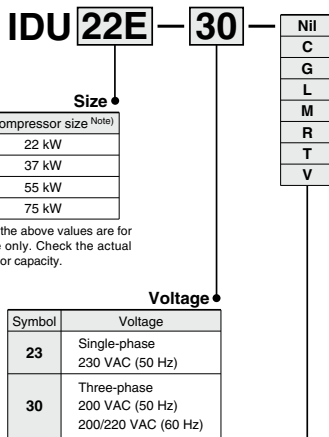 IDU 22E — 30 — Nil
C
G
L
M
R
T
V
Size
ompressor size Note)
22 kW
37 kW
55 kW
75 kW
the above values are for
only. Check the actual
or capacity.
Voltage
Symbol Voltage
23 Single-phase
230 VAC (50 Hz)
30 Three-phase
200 VAC (50 Hz)
200/220 VAC (60 Hz)